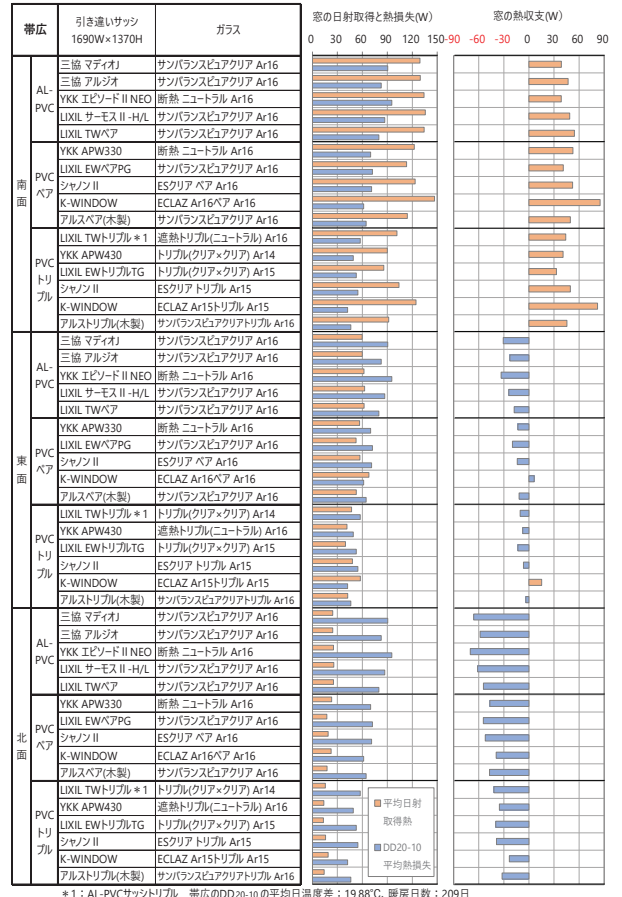 帯広 引き違いサッシ 1690W×1370H ガラス 窓の日射取得と熱損失(W) 窓の熱収支(W)
0 30 60 90 120 150 -90 -60 -30 0 30 60 90
南面
AL-PVC
三協 マディオJ サンバランスピュアクリア Ar16
三協 アルジオ サンバランスピュアクリア Ar16
YKK エピソードⅡNEO 断熱 ニュートラル Ar16
LIXIL サーモスⅡ-H/L サンバランスピュアクリア Ar16
LIXIL TWペア サンバランスピュアクリア Ar16
PVCペア
YKK APW330 断熱 ニュートラル Ar16
LIXIL EWペアPG サンバランスピュアクリア Ar16
シャノンⅡ ESクリア ペア Ar16
K-WINDOW ECLAZ Ar16ペア Ar16
アルスペア(木製) サンバランスピュアクリア Ar16
PVCトリプル
LIXIL TWトリプル＊1 遮熱トリプル(ニュートラル) Ar16
YKK APW430 トリプル(クリア×クリア) Ar14
LIXIL EWトリプルTG トリプル(クリア×クリア) Ar15
シャノンⅡ ESクリア トリプル Ar15
K-WINDOW ECLAZ Ar15トリプル Ar15
アルストリプル(木製) サンバランスピュアクリアトリプル Ar16
東面
AL-PVC
三協 マディオJ サンバランスピュアクリア Ar16
三協 アルジオ サンバランスピュアクリア Ar16
YKK エピソードⅡNEO 断熱 ニュートラル Ar16
LIXIL サーモスⅡ-H/L サンバランスピュアクリア Ar16
LIXIL TWペア サンバランスピュアクリア Ar16
PVCペア
YKK APW330 断熱 ニュートラル Ar16
LIXIL EWペアPG サンバランスピュアクリア Ar16
シャノンⅡ ESクリア ペア Ar16
K-WINDOW ECLAZ Ar16ペア Ar16
アルスペア(木製) サンバランスピュアクリア Ar16
PVCトリプル
LIXIL TWトリプル＊1 トリプル(クリア×クリア) Ar14
YKK APW430 遮熱トリプル(ニュートラル) Ar16
LIXIL EWトリプルTG トリプル(クリア×クリア) Ar15
シャノンⅡ ESクリア トリプル Ar15
K-WINDOW ECLAZ Ar15トリプル Ar15
アルストリプル(木製) サンバランスピュアクリアトリプル Ar16
北面
AL-PVC
三協 マディオJ サンバランスピュアクリア Ar16
三協 アルジオ サンバランスピュアクリア Ar16
YKK エピソードⅡNEO 断熱 ニュートラル Ar16
LIXIL サーモスⅡ-H/L サンバランスピュアクリア Ar16
LIXIL TWペア サンバランスピュアクリア Ar16
PVCペア
YKK APW330 断熱 ニュートラル Ar16
LIXIL EWペアPG サンバランスピュアクリア Ar16
シャノンⅡ ESクリア ペア Ar16
K-WINDOW ECLAZ Ar16ペア Ar16
アルスペア(木製) サンバランスピュアクリア Ar16
PVCトリプル
LIXIL TWトリプル＊1 トリプル(クリア×クリア) Ar14
YKK APW430 遮熱トリプル(ニュートラル) Ar16
LIXIL EWトリプルTG トリプル(クリア×クリア) Ar15
シャノンⅡ ESクリア トリプル Ar15
K-WINDOW ECLAZ Ar15トリプル Ar15
アルストリプル(木製) サンバランスピュアクリアトリプル Ar16
平均日射
取得熱
DD20-10
平均熱損失
＊1：AL-PVCサッシトリプル 帯広のDD20-10の平均日温度差：19.88℃, 暖房日数：209日